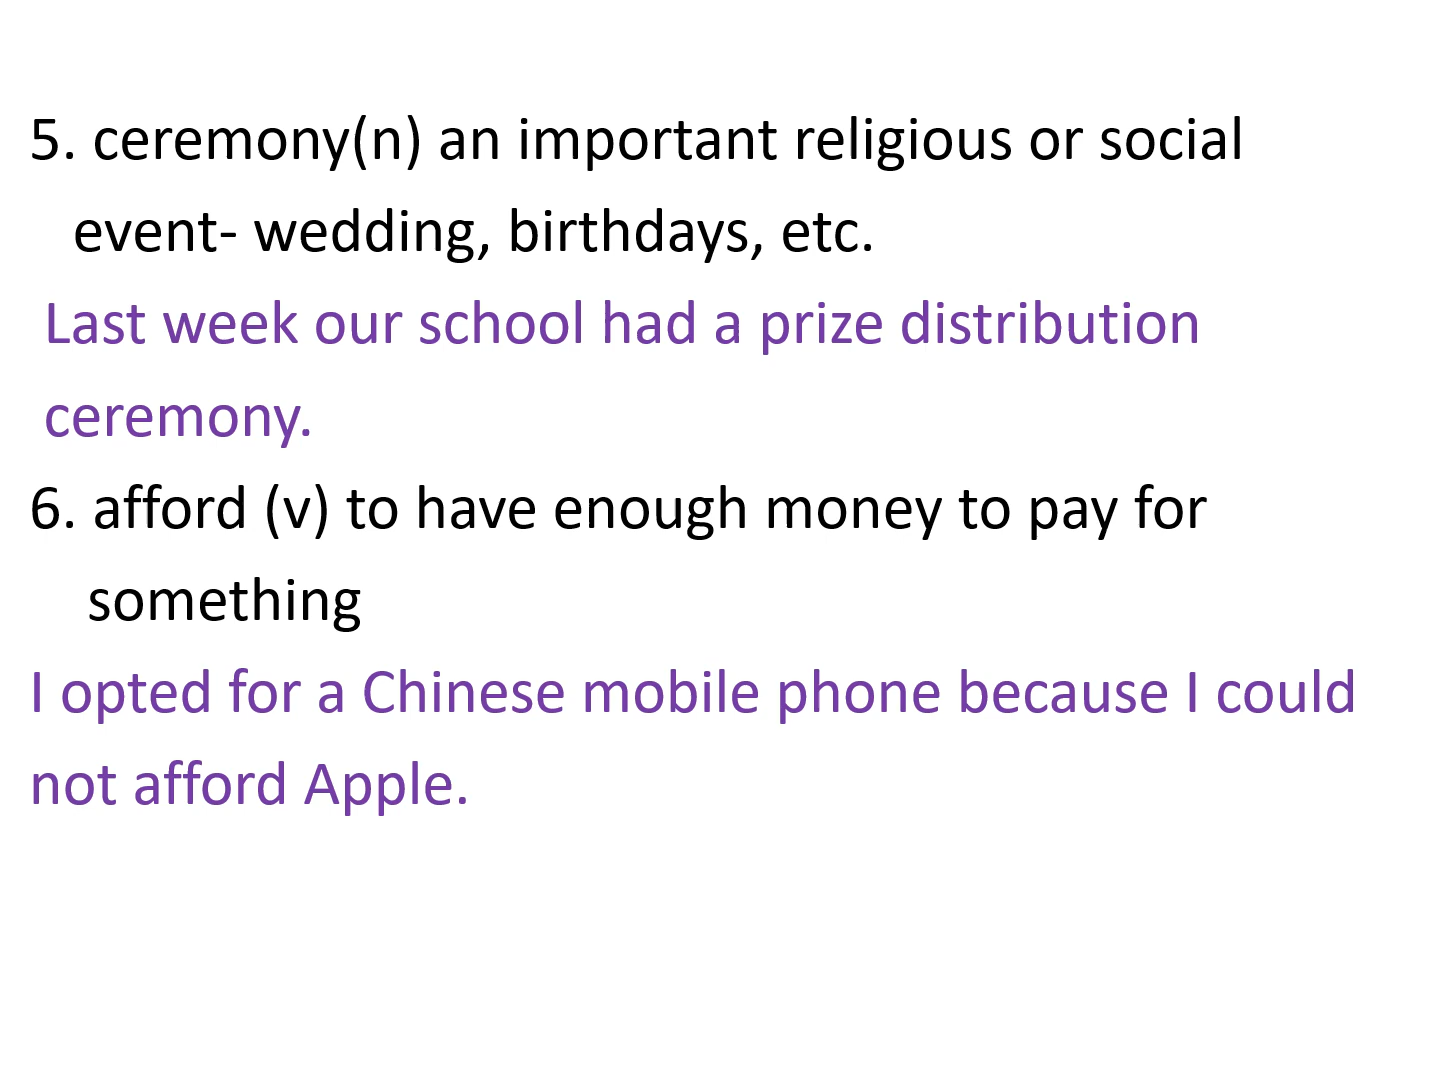 5. ceremony(n) an important religious or social
event- wedding, birthdays, etc.
Last week our school had a prize distribution
ceremony.
6. afford (v) to have enough money to pay for
something
I opted for a Chinese mobile phone because I could
not afford Apple.